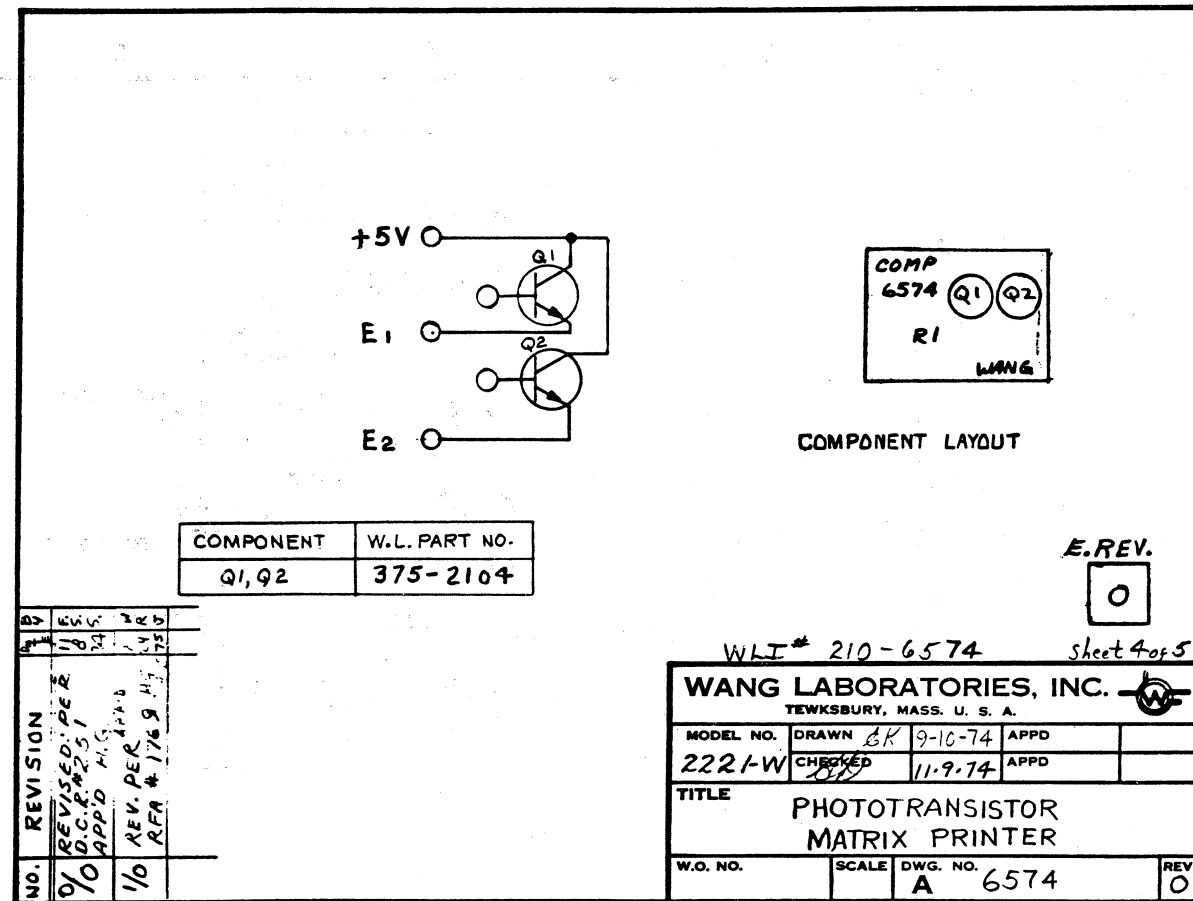 +5V
Q1
E1
Q2
E2
COMP
6574
Q1
Q2
R1
WANG
COMPONENT LAYOUT
COMPONENT W.L. PART NO.
Q1, Q2 375-2104
E.REV.
0
WLI# 210-6574
Sheet 4 of 5
WANG LABORATORIES, INC.
W
TEWKSBURY, MASS. U. S. A.
MODEL NO. DRAWN 9-10-74 APPD
2221-W CHECKED 11.9.74 APPD
TITLE
PHOTOTRANSISTOR
MATRIX PRINTER
W.O. NO. SCALE DWG. NO. REV
A 6574 0
NO. REVISION BY
REVISED PER
D.C.R.#251
APP'D H.G.
E.S.
1/0
REV. PER
RFA # 1769